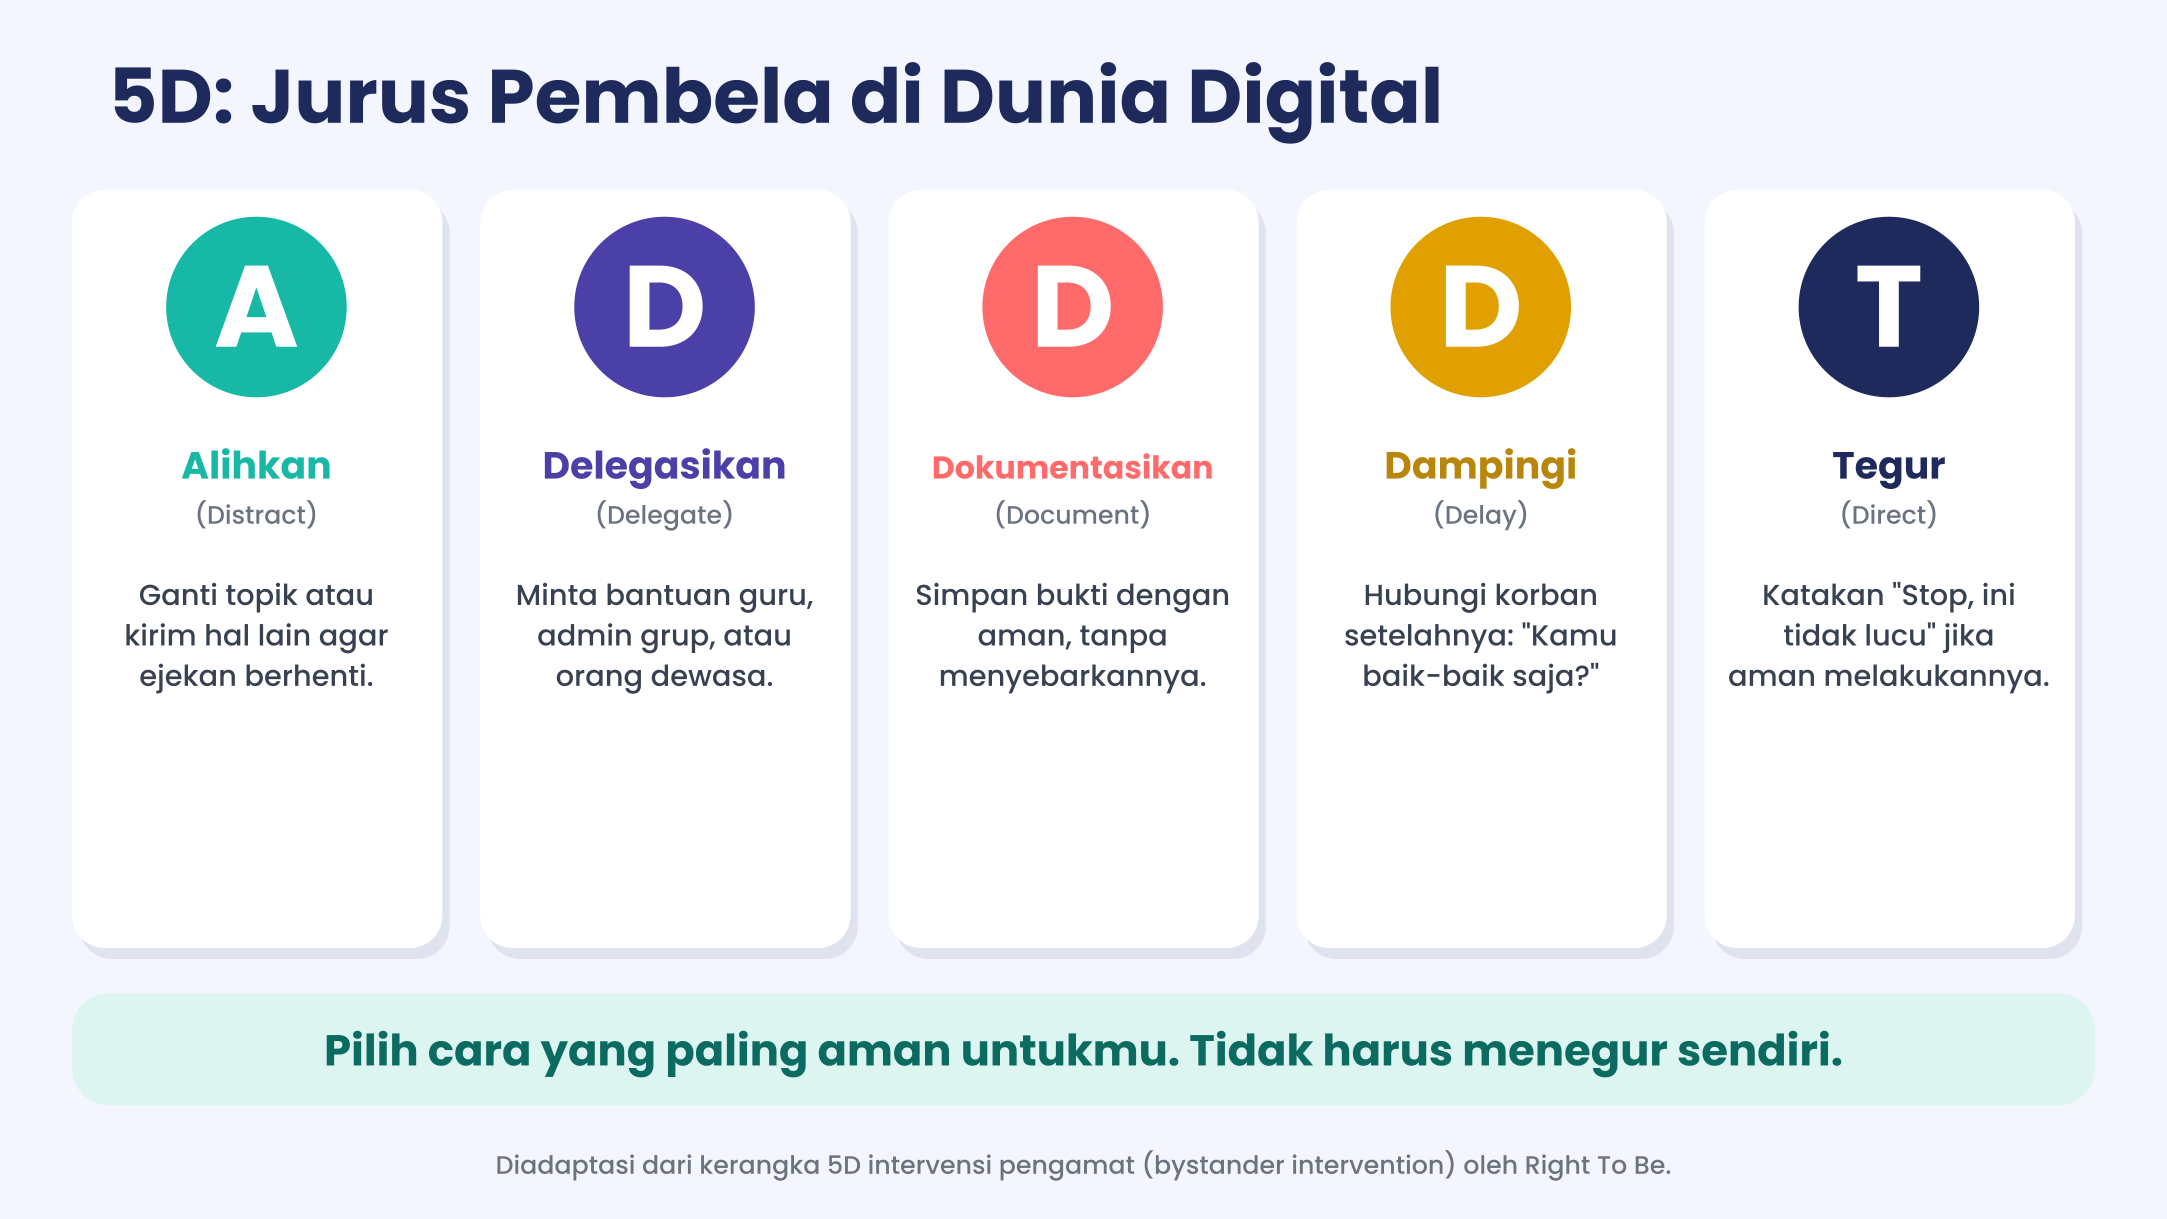 5D: Jurus Pembela di Dunia Digital
A
Alihkan
(Distract)
Ganti topik atau
kirim hal lain agar
ejekan berhenti.
D
Delegasikan
(Delegate)
Minta bantuan guru,
admin grup, atau
orang dewasa.
D
Dokumentasikan
(Document)
Simpan bukti dengan
aman, tanpa
menyebarkannya.
D
Dampingi
(Delay)
Hubungi korban
setelahnya: "Kamu
baik-baik saja?"
T
Tegur
(Direct)
Katakan "Stop, ini
tidak lucu" jika
aman melakukannya.
Pilih cara yang paling aman untukmu. Tidak harus menegur sendiri.
Diadaptasi dari kerangka 5D intervensi pengamat (bystander intervention) oleh Right To Be.